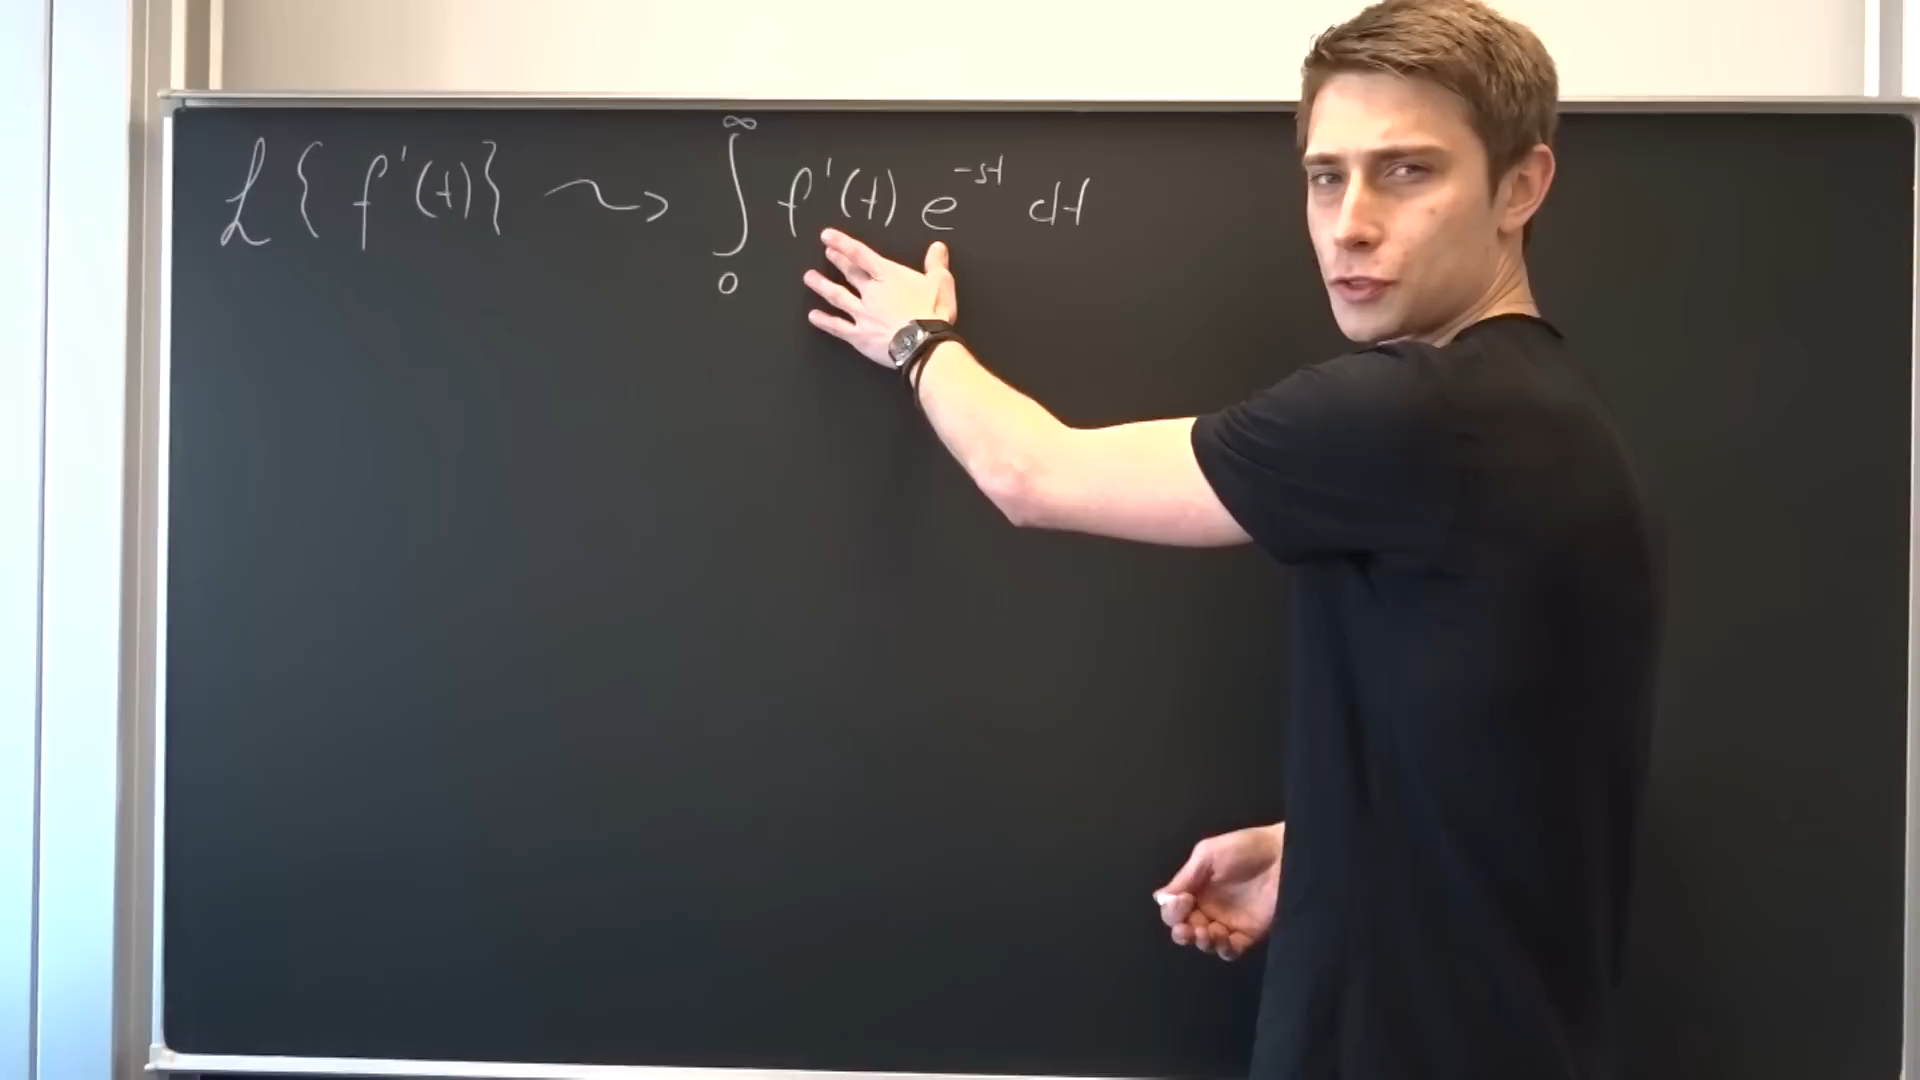 ℒ{ f'(t)} ⇝ ∫₀^∞ f'(t) e^{-st} dt